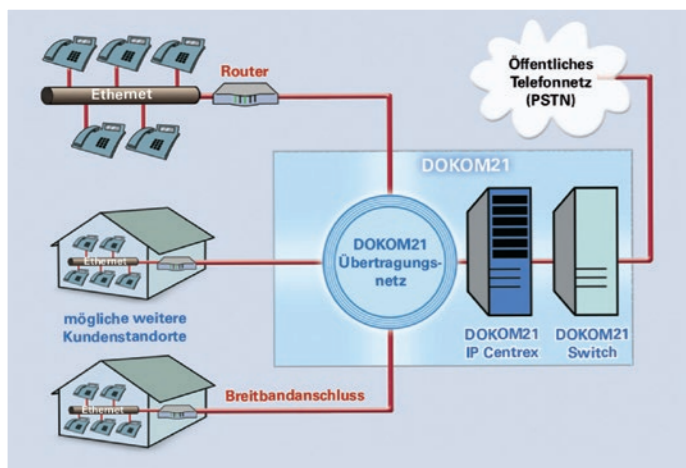 Ethernet
Router
Öffentliches
Telefonnetz
(PSTN)
DOKOM21
DOKOM21
Übertragungs-
netz
Ethernet
mögliche weitere
Kundenstandorte
DOKOM21
IP Centrex
DOKOM21
Switch
Breitbandanschluss
Ethernet